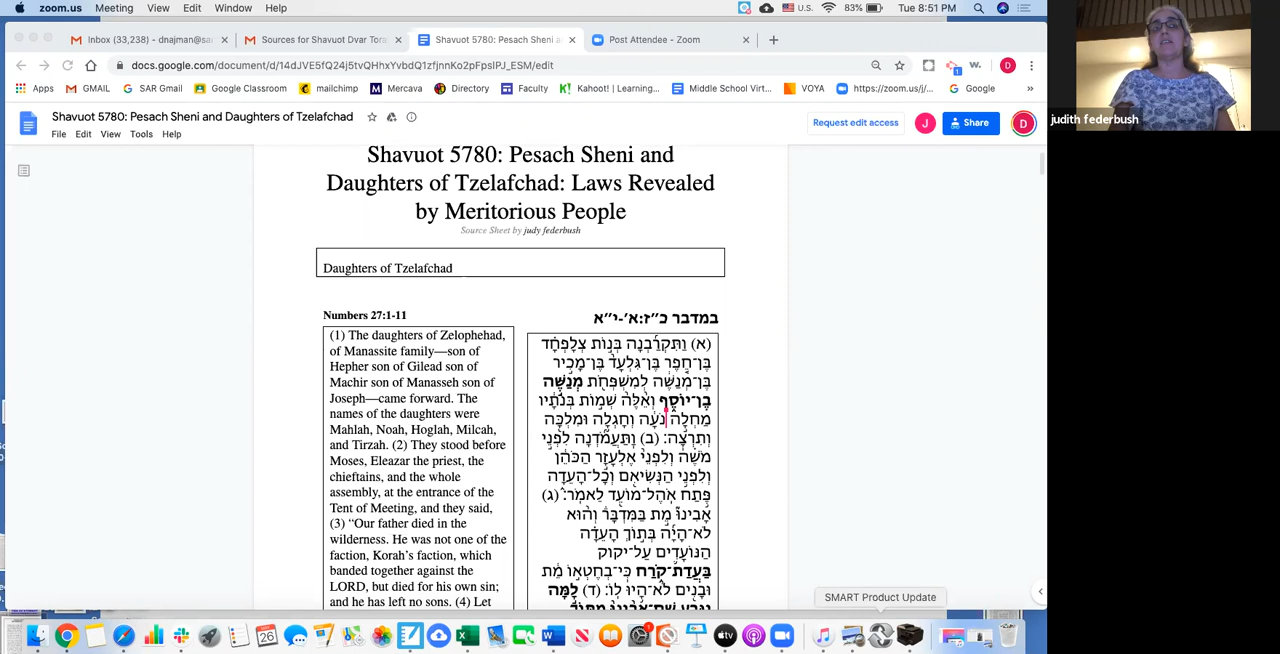 zoom.us Meeting View Edit Window Help U.S. 83% Tue 8:51 PM
Inbox (33,238) - dnajman@sa
Sources for Shavuot Dvar Tora
Shavuot 5780: Pesach Sheni a
Post Attendee - Zoom
docs.google.com/document/d/14dJVE5fQ24j5tvQHhxYvbdQ1zfjnnKo2pFpsIPJ_ESM/edit
Apps GMAIL SAR Gmail Google Classroom mailchimp Mercava Directory Faculty Kahoot! | Learning... Middle School Virt... VOYA https://zoom.us/j/... Google »
Shavuot 5780: Pesach Sheni and Daughters of Tzelafchad
File Edit View Tools Help
Request edit access
J
Share
D
judith federbush
Shavuot 5780: Pesach Sheni and
Daughters of Tzelafchad: Laws Revealed
by Meritorious People
Source Sheet by judy federbush
Daughters of Tzelafchad
Numbers 27:1-11
(1) The daughters of Zelophehad,
of Manassite family—son of
Hepher son of Gilead son of
Machir son of Manasseh son of
Joseph—came forward. The
names of the daughters were
Mahlah, Noah, Hoglah, Milcah,
and Tirzah. (2) They stood before
Moses, Eleazar the priest, the
chieftains, and the whole
assembly, at the entrance of the
Tent of Meeting, and they said,
(3) “Our father died in the
wilderness. He was not one of the
faction, Korah’s faction, which
banded together against the
LORD, but died for his own sin;
and he has left no sons. (4) Let
במדבר כ״ז:א׳-י״א
(א) וַתִּקְרַ֜בְנָה בְּנ֣וֹת צְלׇפְחָ֗ד
בֶּן־חֵ֤פֶר בֶּן־גִּלְעָד֙ בֶּן־מָכִ֣יר
בֶּן־מְנַשֶּׁ֔ה לְמִשְׁפְּחֹ֖ת מְנַשֶּׁ֣ה
בֶן־יוֹסֵ֑ף וְאֵ֙לֶּה֙ שְׁמ֣וֹת בְּנֹתָ֔יו
מַחְלָ֣ה נֹעָ֔ה וְחׇגְלָ֥ה וּמִלְכָּ֖ה
וְתִרְצָֽה׃ (ב) וַֽתַּעֲמֹ֜דְנָה לִפְנֵ֣י
מֹשֶׁ֗ה וְלִפְנֵי֙ אֶלְעָזָ֣ר הַכֹּהֵ֔ן
וְלִפְנֵ֥י הַנְּשִׂיאִ֖ם וְכׇל־הָעֵדָ֑ה
פֶּ֥תַח אֹֽהֶל־מוֹעֵ֖ד לֵאמֹֽר׃ (ג)
אָבִ֘ינוּ֮ מֵ֣ת בַּמִּדְבָּר֒ וְה֨וּא
לֹא־הָיָ֜ה בְּת֣וֹךְ הָעֵדָ֗ה
הַנּוֹעָדִ֛ים עַל־יקוק
בַּעֲדַת־קֹ֑רַח כִּֽי־בְחֶטְא֣וֹ מֵ֔ת
וּבָנִ֖ים לֹא־הָ֥יוּ לֽוֹ׃ (ד) לָ֣מָּה
יִגָּרַ֤ע שֵׁם־אָבִ֙ינוּ֙ מִתּ֣וֹךְ
SMART Product Update
26
1
tv